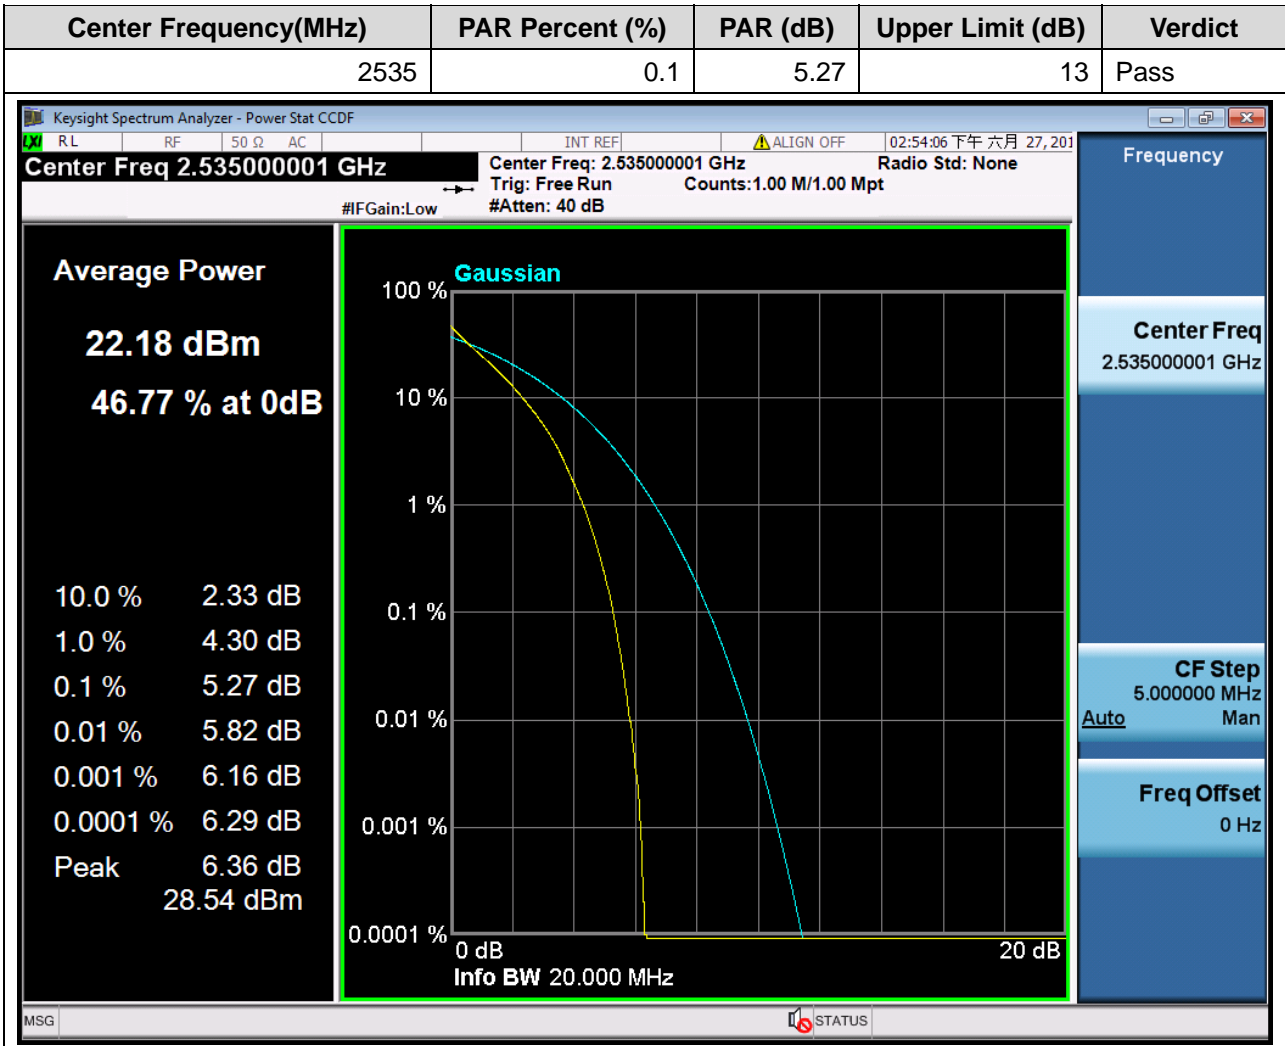 Center Frequency(MHz) PAR Percent (%) PAR (dB) Upper Limit (dB) Verdict
2535 0.1 5.27 13 Pass
Keysight Spectrum Analyzer - Power Stat CCDF
LXI RL RF 50 Ω AC INT REF ALIGN OFF 02:54:06 下午 六月 27, 201
Center Freq 2.535000001 GHz
#IFGain:Low
Center Freq: 2.535000001 GHz Radio Std: None
Trig: Free Run Counts:1.00 M/1.00 Mpt
#Atten: 40 dB
Average Power
22.18 dBm
46.77 % at 0dB
10.0 % 2.33 dB
1.0 % 4.30 dB
0.1 % 5.27 dB
0.01 % 5.82 dB
0.001 % 6.16 dB
0.0001 % 6.29 dB
Peak 6.36 dB
28.54 dBm
Gaussian
100 %
10 %
1 %
0.1 %
0.01 %
0.001 %
0.0001 %
0 dB 20 dB
Info BW 20.000 MHz
Frequency
Center Freq
2.535000001 GHz
CF Step
5.000000 MHz
Auto Man
Freq Offset
0 Hz
MSG STATUS